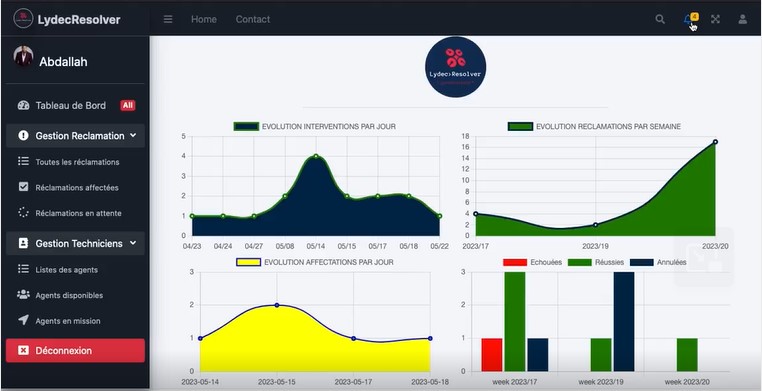 LydecResolver
Home
Contact
4
Abdallah
Tableau de Bord
All
Gestion Reclamation
Toutes les réclamations
Réclamations affectées
Réclamations en attente
Gestion Techniciens
Listes des agents
Agents disponibles
Agents en mission
Déconnexion
Lydec>Resolver
EVOLUTION INTERVENTIONS PAR JOUR
5
4
3
2
1
0
04/23 04/24 04/27 05/08 05/14 05/15 05/17 05/18 05/22
EVOLUTION RECLAMATIONS PAR SEMAINE
18
16
14
12
10
8
6
4
2
0
2023/17 2023/19 2023/20
EVOLUTION AFFECTATIONS PAR JOUR
3
2
1
0
2023-05-14 2023-05-15 2023-05-17 2023-05-18
Echouées Réussies Annulées
3
2
1
0
week 2023/17 week 2023/19 week 2023/20